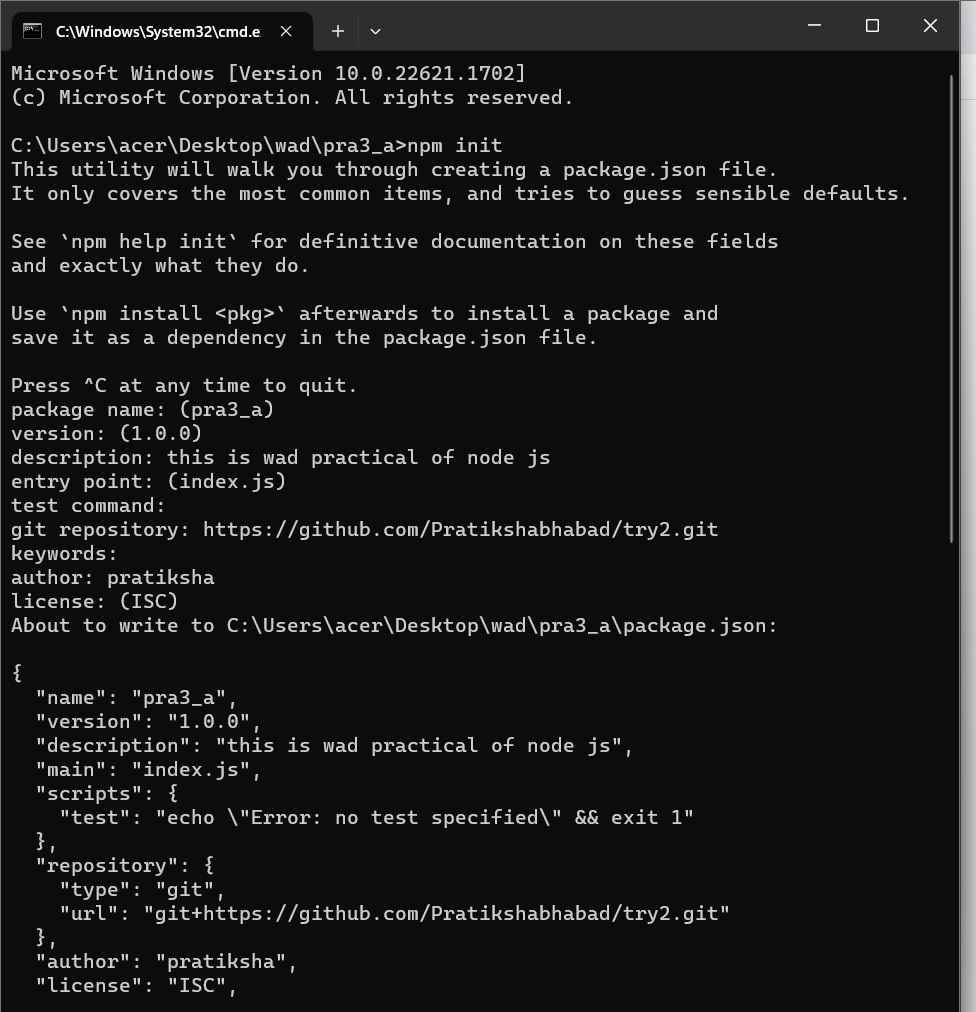 C:\Windows\System32\cmd.e
Microsoft Windows [Version 10.0.22621.1702]
(c) Microsoft Corporation. All rights reserved.

C:\Users\acer\Desktop\wad\pra3_a>npm init
This utility will walk you through creating a package.json file.
It only covers the most common items, and tries to guess sensible defaults.

See `npm help init` for definitive documentation on these fields
and exactly what they do.

Use `npm install <pkg>` afterwards to install a package and
save it as a dependency in the package.json file.

Press ^C at any time to quit.
package name: (pra3_a)
version: (1.0.0)
description: this is wad practical of node js
entry point: (index.js)
test command:
git repository: https://github.com/Pratikshabhabad/try2.git
keywords:
author: pratiksha
license: (ISC)
About to write to C:\Users\acer\Desktop\wad\pra3_a\package.json:

{
  "name": "pra3_a",
  "version": "1.0.0",
  "description": "this is wad practical of node js",
  "main": "index.js",
  "scripts": {
    "test": "echo \"Error: no test specified\" && exit 1"
  },
  "repository": {
    "type": "git",
    "url": "git+https://github.com/Pratikshabhabad/try2.git"
  },
  "author": "pratiksha",
  "license": "ISC",